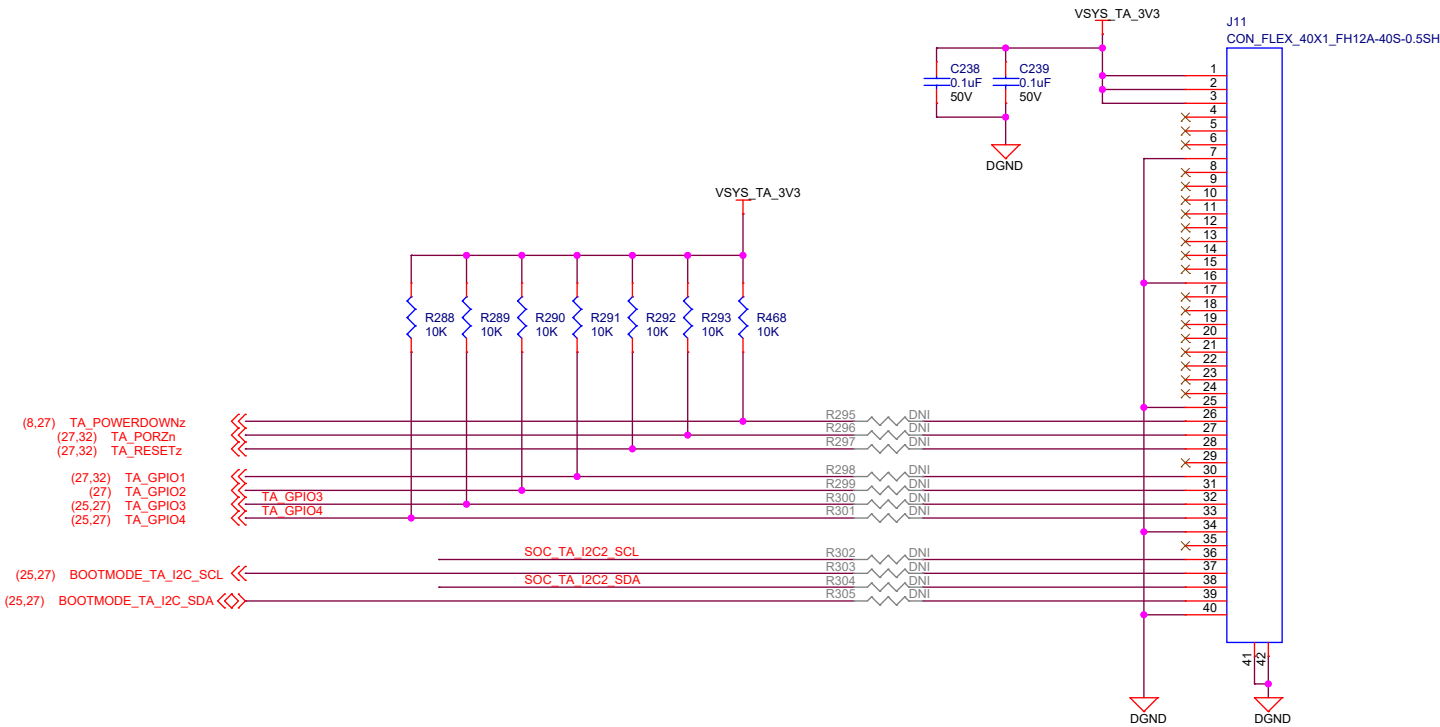 VSYS_TA_3V3
J11
CON_FLEX_40X1_FH12A-40S-0.5SH
C238
0.1uF
50V
C239
0.1uF
50V
DGND
1
2
3
4
5
6
7
8
9
10
11
12
13
14
15
16
17
18
19
20
21
22
23
24
25
26
27
28
29
30
31
32
33
34
35
36
37
38
39
40
41
42
VSYS_TA_3V3
R288
10K
R289
10K
R290
10K
R291
10K
R292
10K
R293
10K
R468
10K
(8,27) TA_POWERDOWNz
R295 DNI
(27,32) TA_PORZn
R296 DNI
(27,32) TA_RESETz
R297 DNI
(27,32) TA_GPIO1
R298 DNI
(27) TA_GPIO2
R299 DNI
(25,27) TA_GPIO3
TA_GPIO3
R300 DNI
(25,27) TA_GPIO4
TA_GPIO4
R301 DNI
SOC_TA_I2C2_SCL
R302 DNI
(25,27) BOOTMODE_TA_I2C_SCL
R303 DNI
SOC_TA_I2C2_SDA
R304 DNI
(25,27) BOOTMODE_TA_I2C_SDA
R305 DNI
DGND
DGND